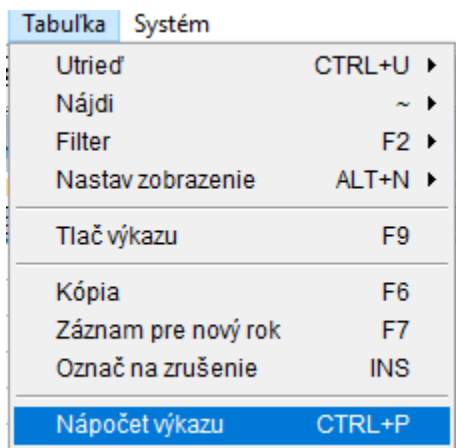 Tabuľka Systém
Utrieď CTRL+U
Nájdi ~
Filter F2
Nastav zobrazenie ALT+N
Tlač výkazu F9
Kópia F6
Záznam pre nový rok F7
Označ na zrušenie INS
Nápočet výkazu CTRL+P